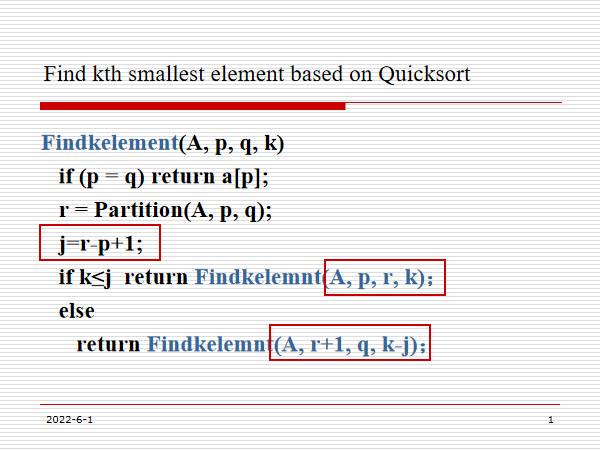 Find kth smallest element based on Quicksort
Findkelement(A, p, q, k)
if (p = q) return a[p];
r = Partition(A, p, q);
j=r-p+1;
if k≤j return Findkelemnt(A, p, r, k);
else
return Findkelemnt(A, r+1, q, k-j);
2022-6-1
1